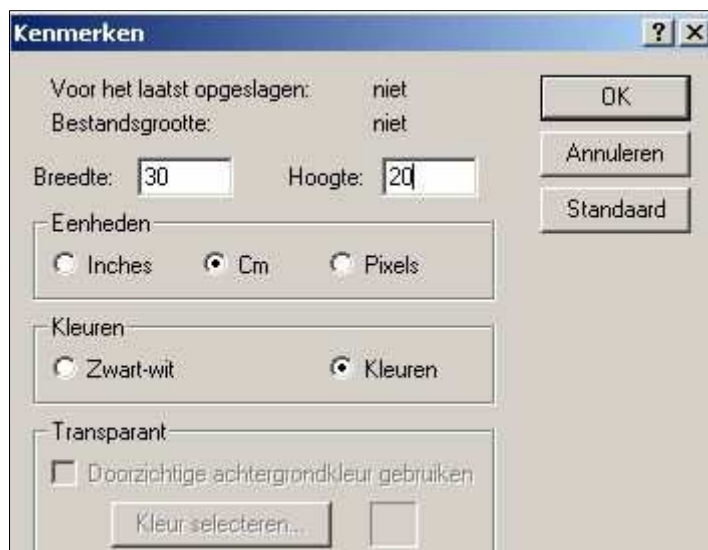 Kenmerken
Voor het laatst opgeslagen: niet
Bestandsgrootte: niet
Breedte: 30 Hoogte: 20
OK
Annuleren
Standaard
Eenheden
Inches Cm Pixels
Kleuren
Zwart-wit Kleuren
Transparant
Doorzichtige achtergrondkleur gebruiken
Kleur selecteren...